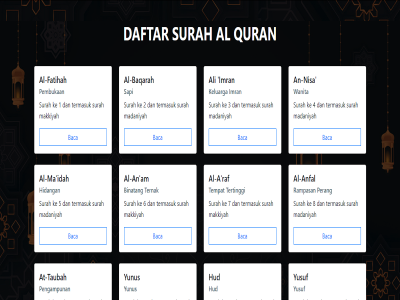 DAFTAR SURAH AL QURAN
Al-Fatihah
Pembukaan
Surah ke 1 dan termasuk surah
makkiyah
Baca
Al-Baqarah
Sapi
Surah ke 2 dan termasuk surah
madaniyah
Baca
Ali 'Imran
Keluarga Imran
Surah ke 3 dan termasuk surah
madaniyah
Baca
An-Nisa'
Wanita
Surah ke 4 dan termasuk surah
madaniyah
Baca
Al-Ma'idah
Hidangan
Surah ke 5 dan termasuk surah
madaniyah
Baca
Al-An'am
Binatang Ternak
Surah ke 6 dan termasuk surah
makkiyah
Baca
Al-A'raf
Tempat Tertinggi
Surah ke 7 dan termasuk surah
makkiyah
Baca
Al-Anfal
Rampasan Perang
Surah ke 8 dan termasuk surah
madaniyah
Baca
At-Taubah
Pengampunan
Yunus
Yunus
Hud
Hud
Yusuf
Yusuf